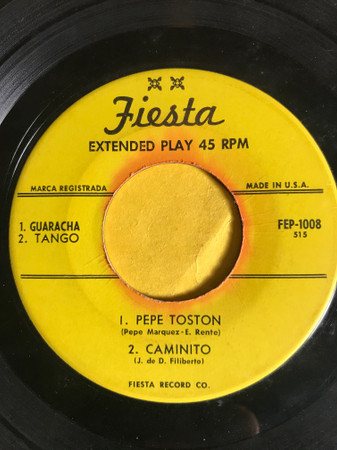 Fiesta
EXTENDED PLAY 45 RPM
MARCA REGISTRADA
MADE IN U.S.A.
1. GUARACHA
2. TANGO
FEP-1008
515
1. PEPE TOSTON
(Pepe Marquez - E. Rente)
2. CAMINITO
(J. de D. Filiberto)
FIESTA RECORD CO.